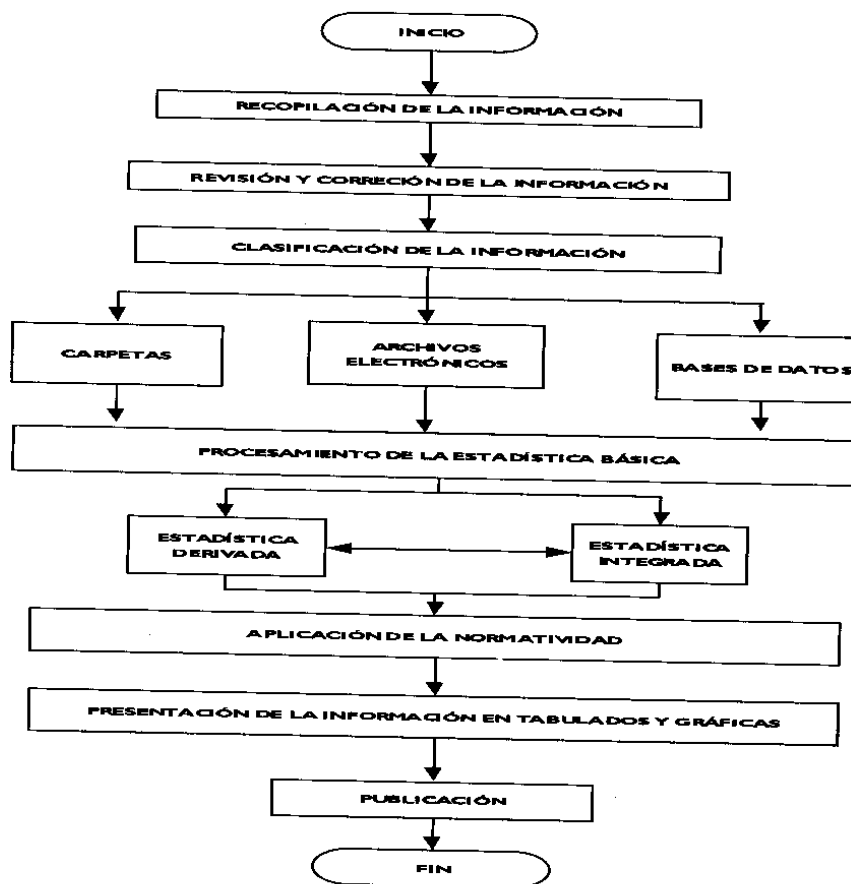 INICIO
RECOPILACIÓN DE LA INFORMACIÓN
REVISIÓN Y CORRECIÓN DE LA INFORMACIÓN
CLASIFICACIÓN DE LA INFORMACIÓN
CARPETAS
ARCHIVOS
ELECTRÓNICOS
BASES DE DATOS
PROCESAMIENTO DE LA ESTADÍSTICA BÁSICA
ESTADÍSTICA
DERIVADA
ESTADÍSTICA
INTEGRADA
APLICACIÓN DE LA NORMATIVIDAD
PRESENTACIÓN DE LA INFORMACIÓN EN TABULADOS Y GRÁFICAS
PUBLICACIÓN
FIN